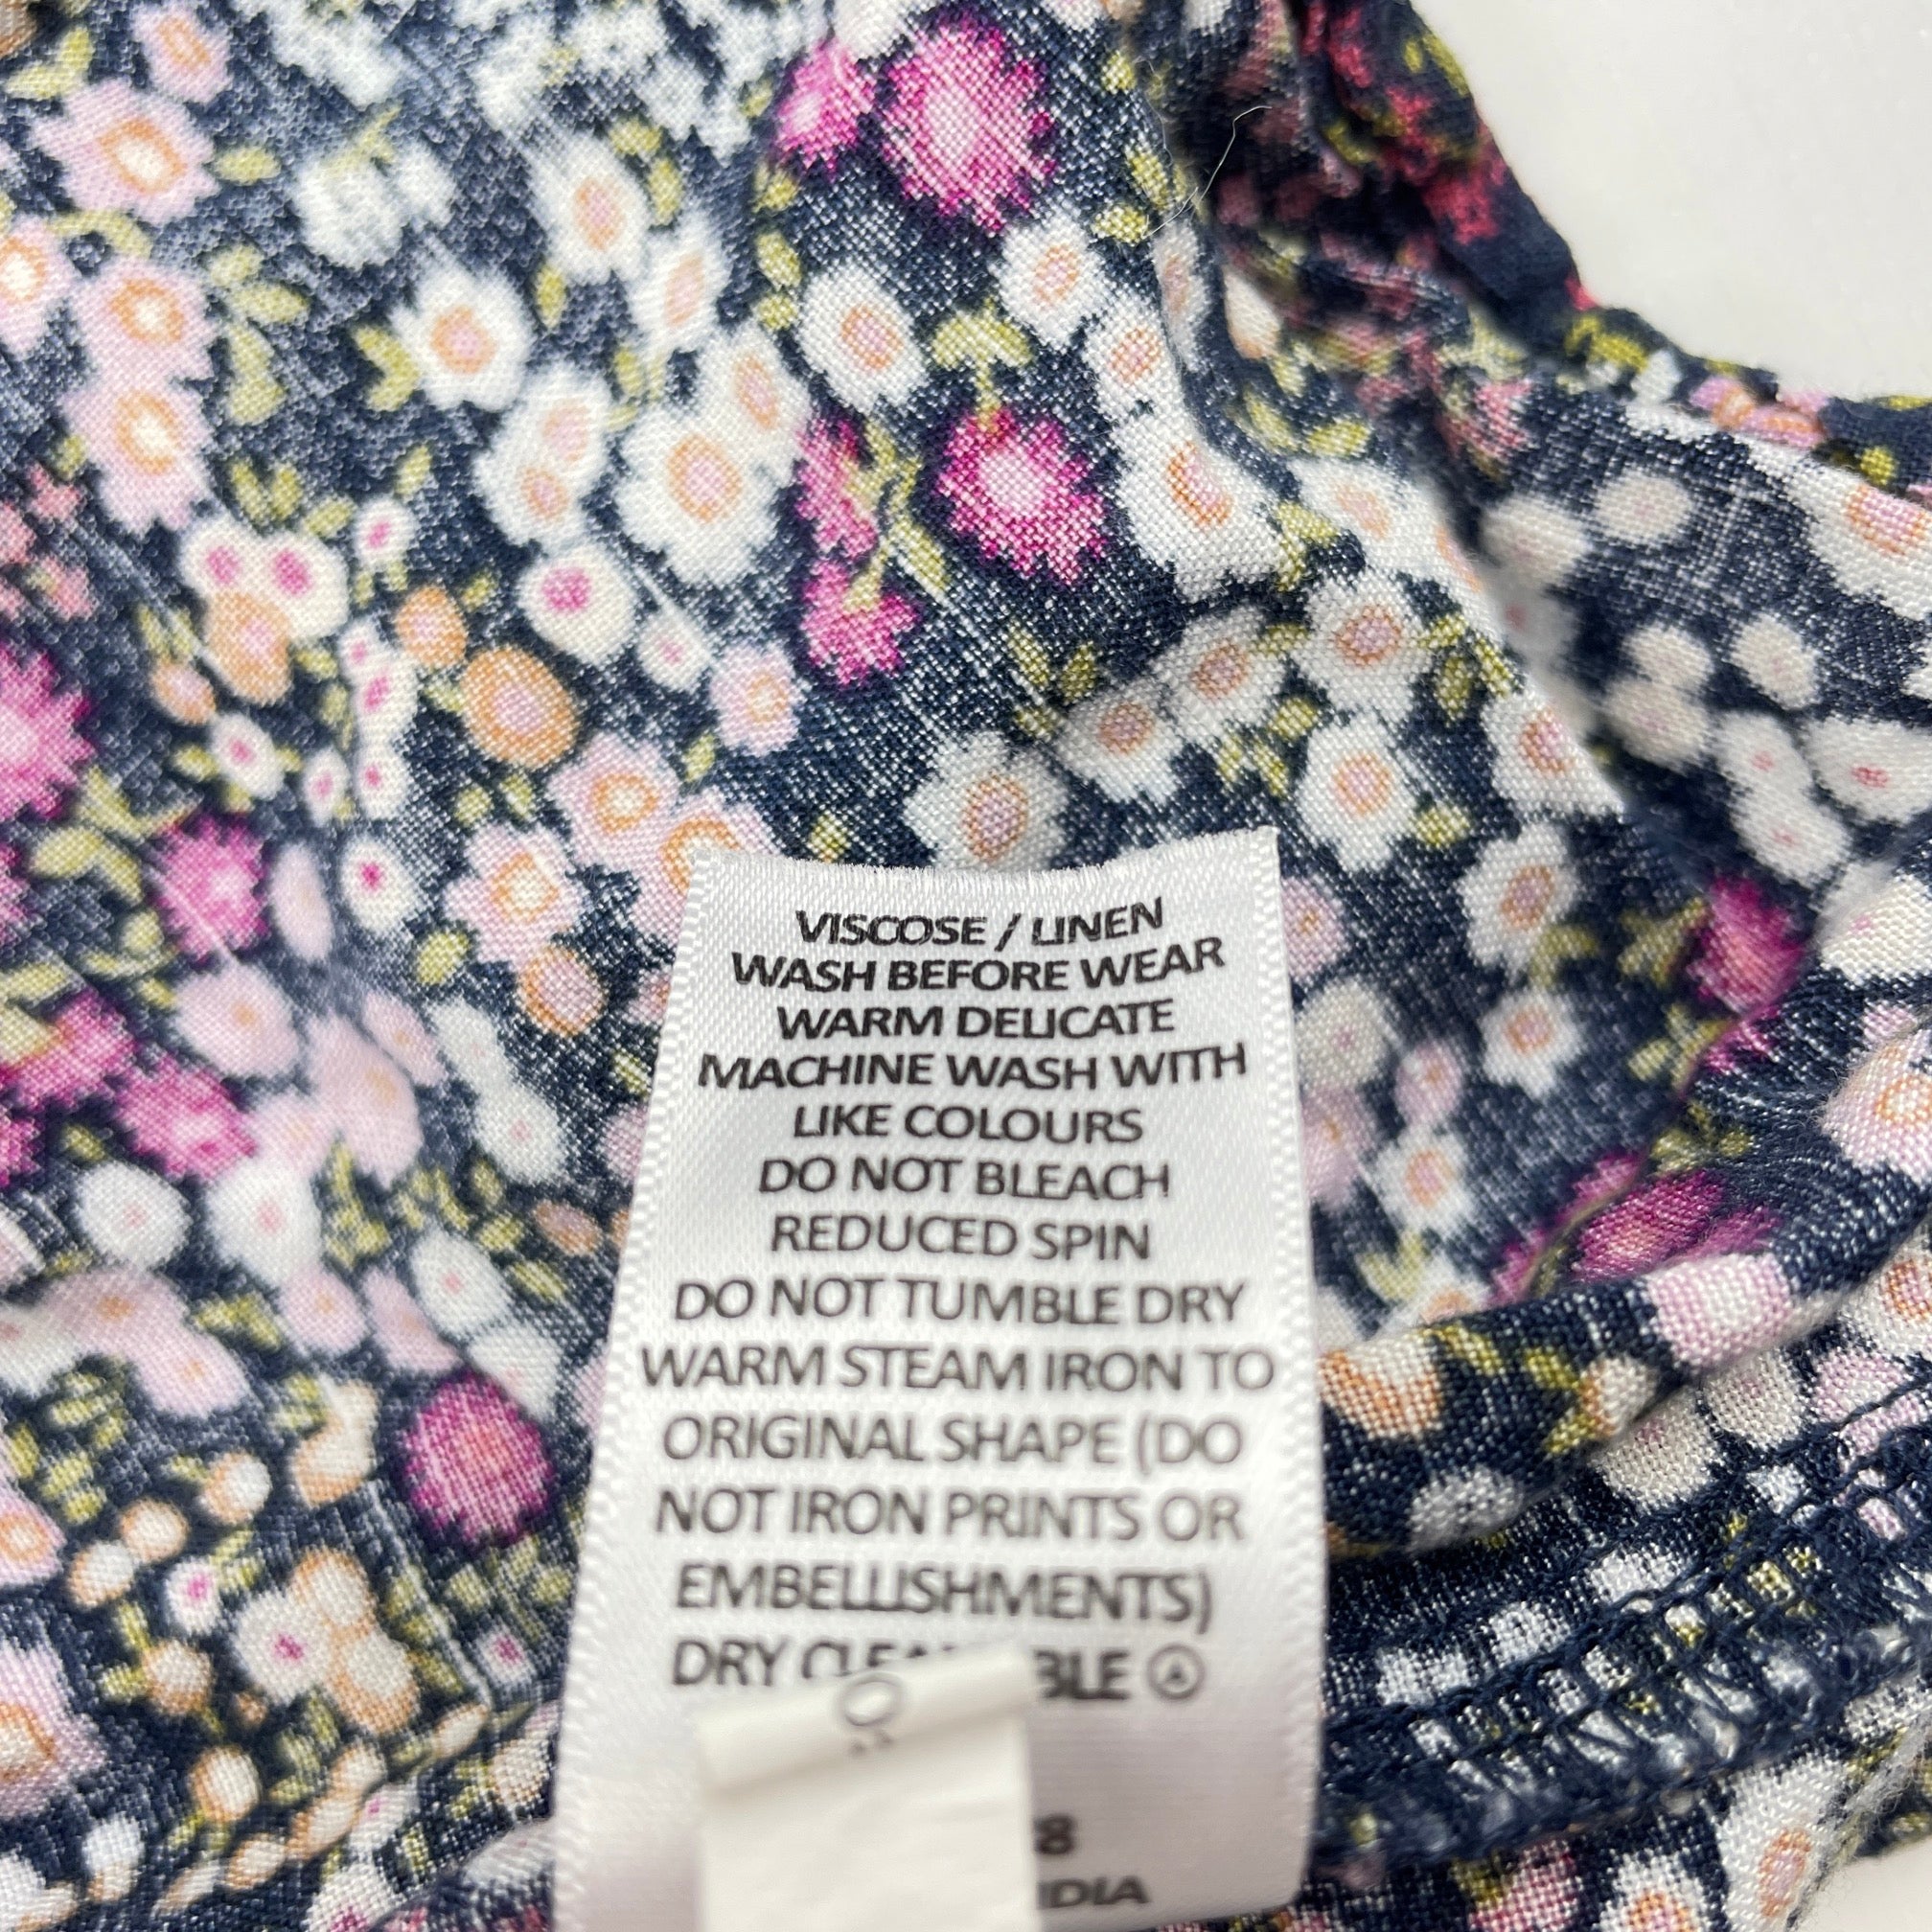 VISCOSE / LINEN
WASH BEFORE WEAR
WARM DELICATE
MACHINE WASH WITH
LIKE COLOURS
DO NOT BLEACH
REDUCED SPIN
DO NOT TUMBLE DRY
WARM STEAM IRON TO
ORIGINAL SHAPE (DO
NOT IRON PRINTS OR
EMBELLISHMENTS)
DRY